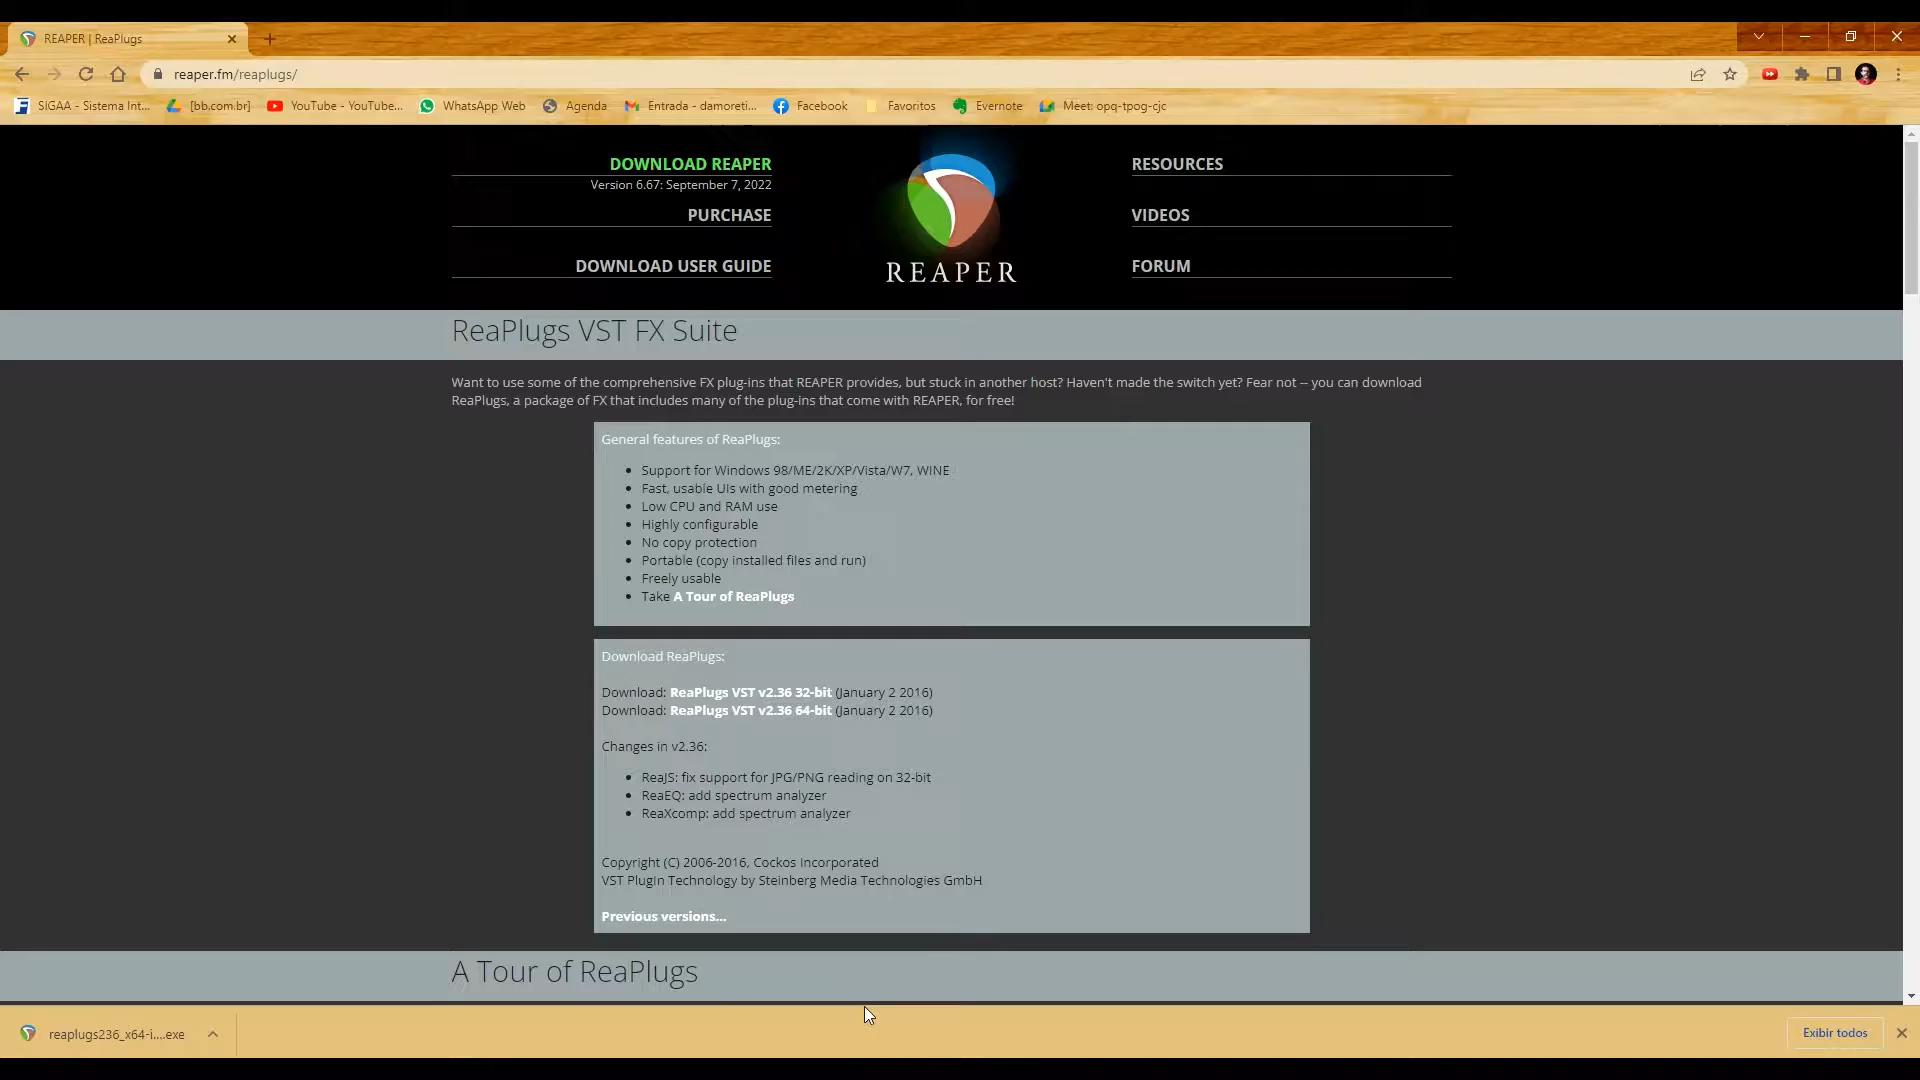 REAPER | ReaPlugs
reaper.fm/reaplugs/
SIGAA - Sistema Int...
[bb.com.br]
YouTube - YouTube...
WhatsApp Web
Agenda
Entrada - damoreti...
Facebook
Favoritos
Evernote
Meet: opq-tpog-cjc
DOWNLOAD REAPER
Version 6.67: September 7, 2022
PURCHASE
DOWNLOAD USER GUIDE
REAPER
RESOURCES
VIDEOS
FORUM
ReaPlugs VST FX Suite
Want to use some of the comprehensive FX plug-ins that REAPER provides, but stuck in another host? Haven't made the switch yet? Fear not -- you can download
ReaPlugs, a package of FX that includes many of the plug-ins that come with REAPER, for free!
General features of ReaPlugs:
• Support for Windows 98/ME/2K/XP/Vista/W7, WINE
• Fast, usable UIs with good metering
• Low CPU and RAM use
• Highly configurable
• No copy protection
• Portable (copy installed files and run)
• Freely usable
• Take A Tour of ReaPlugs
Download ReaPlugs:
Download: ReaPlugs VST v2.36 32-bit (January 2 2016)
Download: ReaPlugs VST v2.36 64-bit (January 2 2016)
Changes in v2.36:
• ReaJS: fix support for JPG/PNG reading on 32-bit
• ReaEQ: add spectrum analyzer
• ReaXcomp: add spectrum analyzer
Copyright (C) 2006-2016, Cockos Incorporated
VST PlugIn Technology by Steinberg Media Technologies GmbH
Previous versions...
A Tour of ReaPlugs
reaplugs236_x64-i....exe
Exibir todos